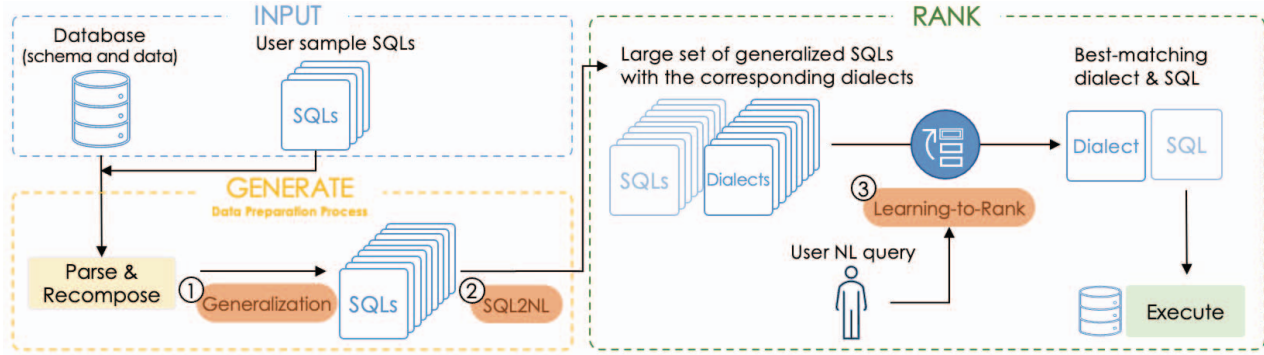 INPUT
Database
(schema and data)
User sample SQLs
SQLs
GENERATE
Data Preparation Process
Parse &
Recompose
1
Generalization
SQLs
2
SQL2NL
RANK
Large set of generalized SQLs
with the corresponding dialects
SQLs
Dialects
3
Learning-to-Rank
User NL query
Best-matching
dialect & SQL
Dialect
SQL
Execute